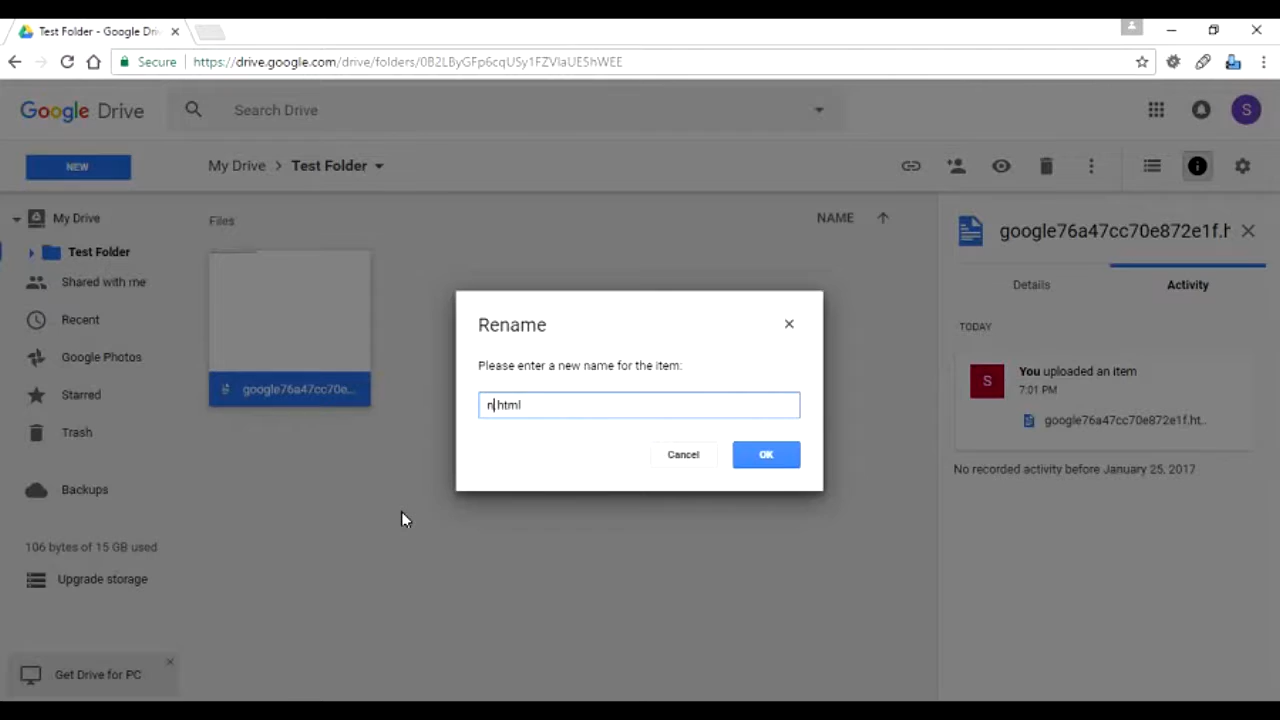 Test Folder - Google Dri
Secure
https://drive.google.com/drive/folders/0B2LByGFp6cqUSy1FZVlaUE5hWEE
Google Drive
Search Drive
S
NEW
My Drive > Test Folder
My Drive
Test Folder
Shared with me
Recent
Google Photos
Starred
Trash
Backups
106 bytes of 15 GB used
Upgrade storage
Get Drive for PC
Files
NAME
google76a47cc70e...
Rename
Please enter a new name for the item:
n.html
Cancel
OK
google76a47cc70e872e1f.h
Details
Activity
TODAY
S
You uploaded an item
7:01 PM
google76a47cc70e872e1f.ht..
No recorded activity before January 25, 2017